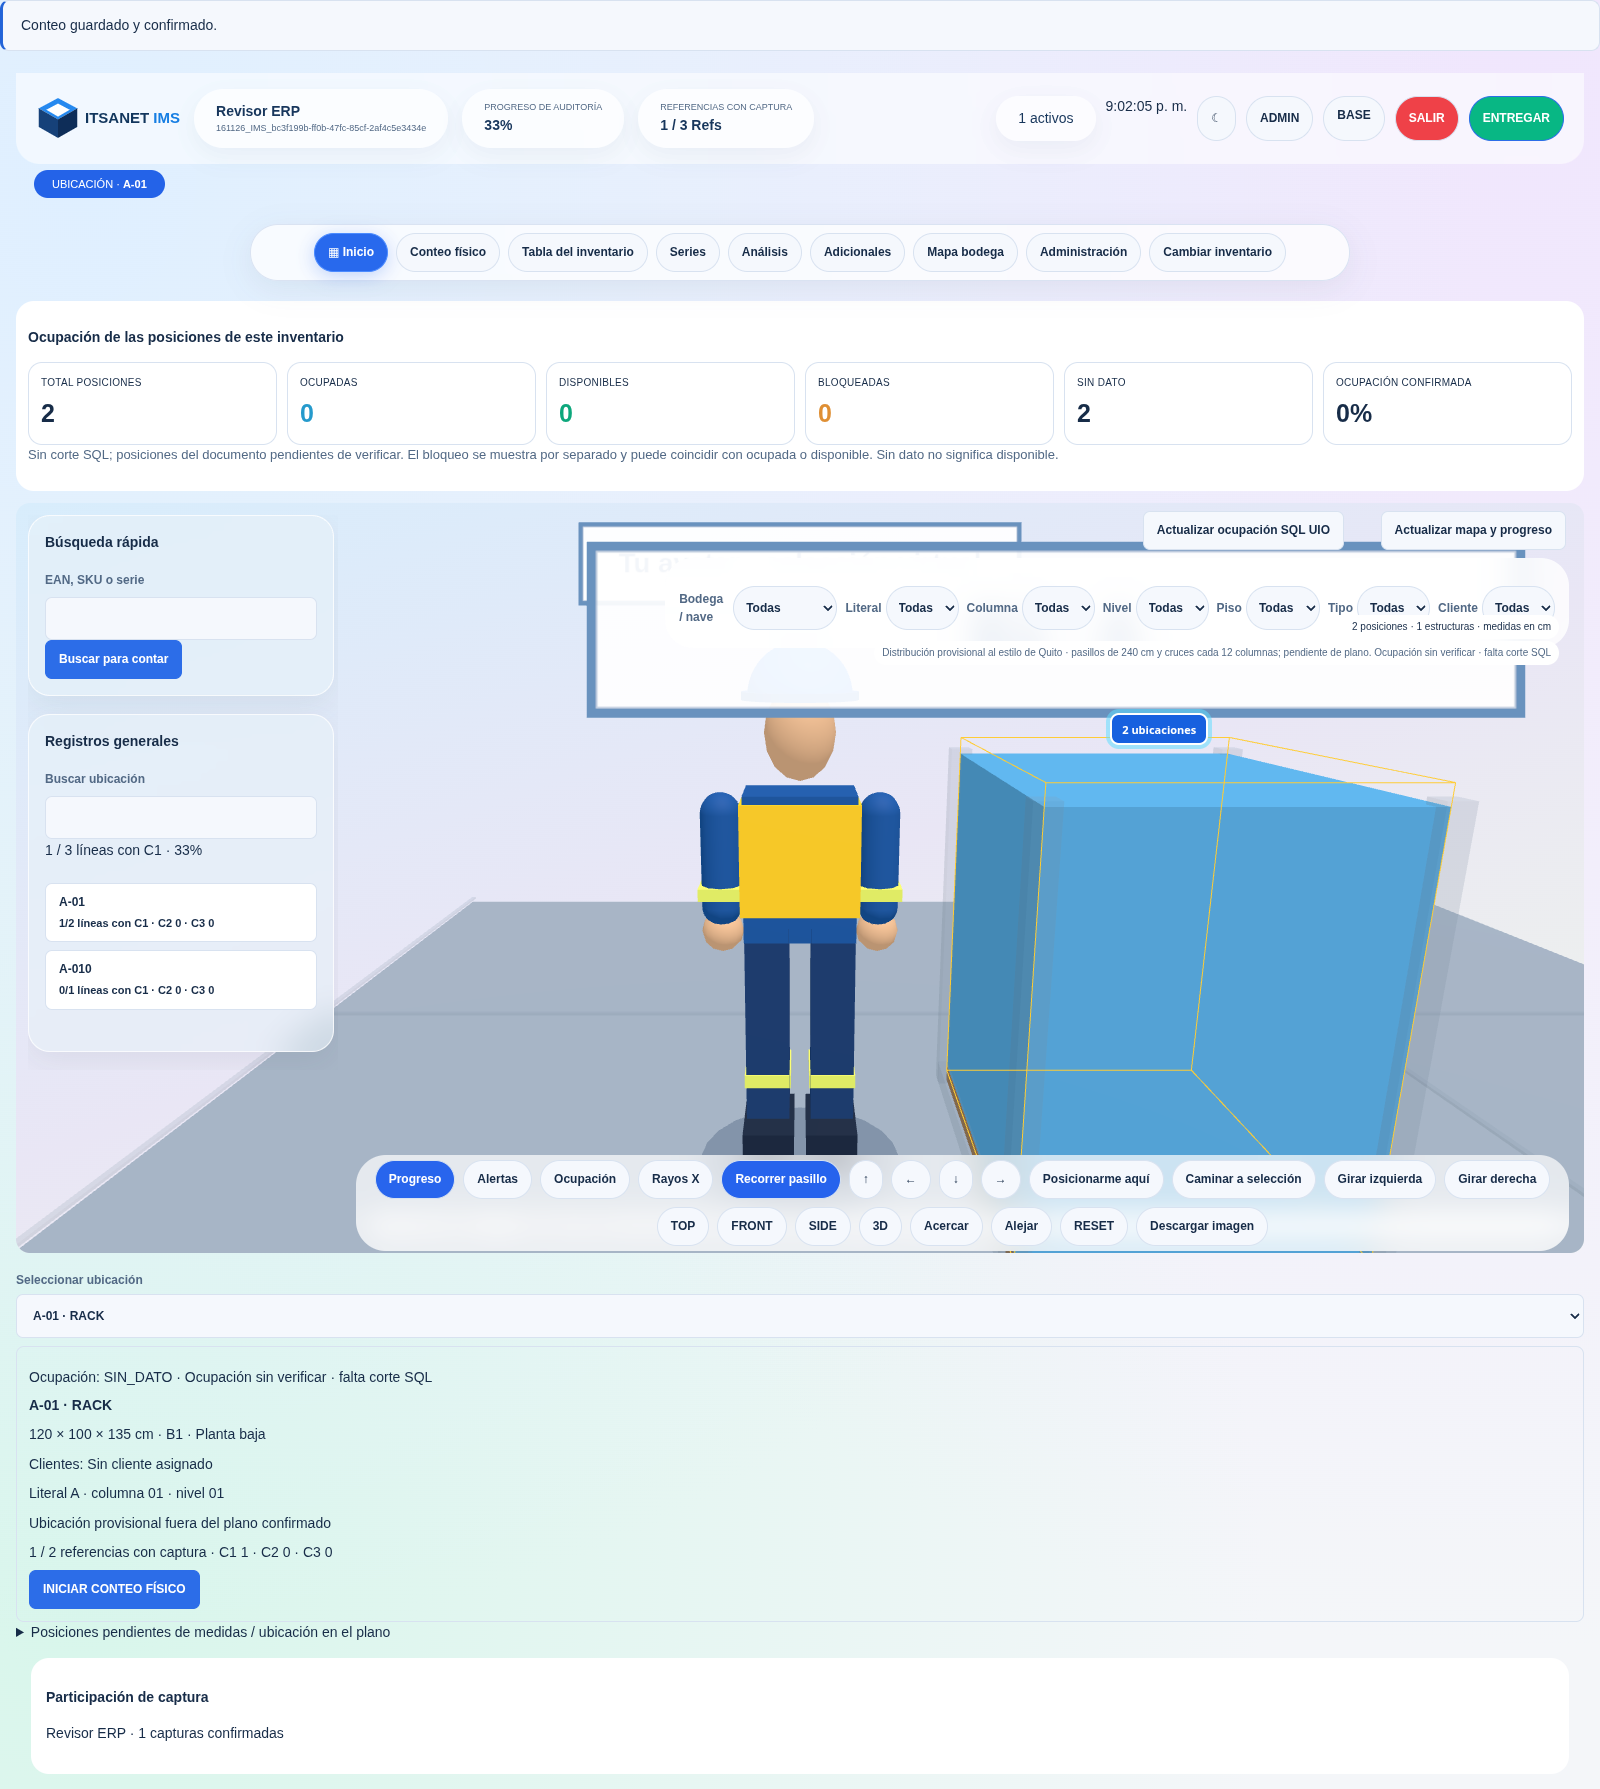 Conteo guardado y confirmado.
ITSANET IMS
Revisor ERP
161126_IMS_bc3f199b-ff0b-47fc-85cf-2af4c5e3434e
PROGRESO DE AUDITORÍA
33%
REFERENCIAS CON CAPTURA
1 / 3 Refs
1 activos
9:02:05 p. m.
ADMIN
BASE
SALIR
ENTREGAR
UBICACIÓN · A-01
Inicio
Conteo físico
Tabla del inventario
Series
Análisis
Adicionales
Mapa bodega
Administración
Cambiar inventario
Ocupación de las posiciones de este inventario
TOTAL POSICIONES
2
OCUPADAS
0
DISPONIBLES
0
BLOQUEADAS
0
SIN DATO
2
OCUPACIÓN CONFIRMADA
0%
Sin corte SQL; posiciones del documento pendientes de verificar. El bloqueo se muestra por separado y puede coincidir con ocupada o disponible. Sin dato no significa disponible.
Búsqueda rápida
EAN, SKU o serie
Buscar para contar
Registros generales
Buscar ubicación
1 / 3 líneas con C1 · 33%
A-01
1/2 líneas con C1 · C2 0 · C3 0
A-010
0/1 líneas con C1 · C2 0 · C3 0
Actualizar ocupación SQL UIO
Actualizar mapa y progreso
Tu
Bodega
/ nave
Todas
Literal
Todas
Columna
Todas
Nivel
Todas
Piso
Todas
Tipo
Todas
Cliente
Todas
2 posiciones · 1 estructuras · medidas en cm
Distribución provisional al estilo de Quito · pasillos de 240 cm y cruces cada 12 columnas; pendiente de plano. Ocupación sin verificar · falta corte SQL
2 ubicaciones
Progreso
Alertas
Ocupación
Rayos X
Recorrer pasillo
↑
←
↓
→
Posicionarme aquí
Caminar a selección
Girar izquierda
Girar derecha
TOP
FRONT
SIDE
3D
Acercar
Alejar
RESET
Descargar imagen
Seleccionar ubicación
A-01 · RACK
Ocupación: SIN_DATO · Ocupación sin verificar · falta corte SQL
A-01 · RACK
120 × 100 × 135 cm · B1 · Planta baja
Clientes: Sin cliente asignado
Literal A · columna 01 · nivel 01
Ubicación provisional fuera del plano confirmado
1 / 2 referencias con captura · C1 1 · C2 0 · C3 0
INICIAR CONTEO FÍSICO
Posiciones pendientes de medidas / ubicación en el plano
Participación de captura
Revisor ERP · 1 capturas confirmadas